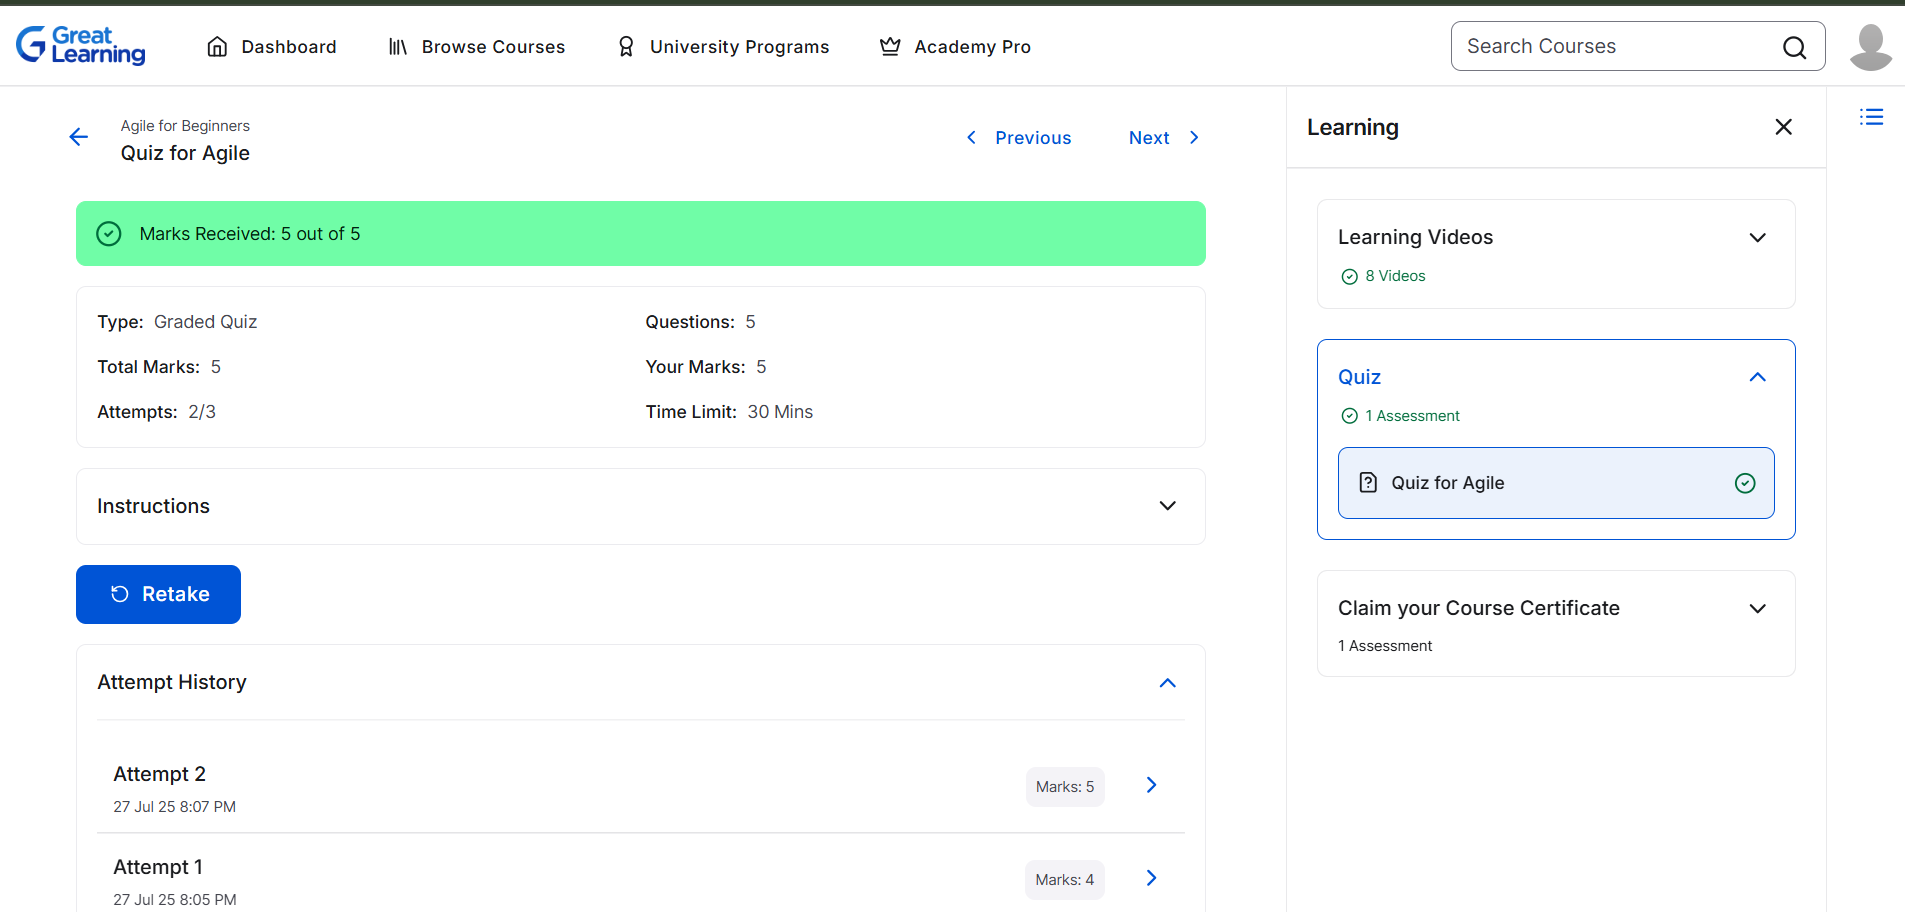 Great Learning
Dashboard
Browse Courses
University Programs
Academy Pro
Search Courses
Agile for Beginners
Quiz for Agile
Previous
Next
Marks Received: 5 out of 5
Type: Graded Quiz
Questions: 5
Total Marks: 5
Your Marks: 5
Attempts: 2/3
Time Limit: 30 Mins
Instructions
Retake
Attempt History
Attempt 2
27 Jul 25 8:07 PM
Marks: 5
Attempt 1
27 Jul 25 8:05 PM
Marks: 4
Learning
Learning Videos
8 Videos
Quiz
1 Assessment
Quiz for Agile
Claim your Course Certificate
1 Assessment